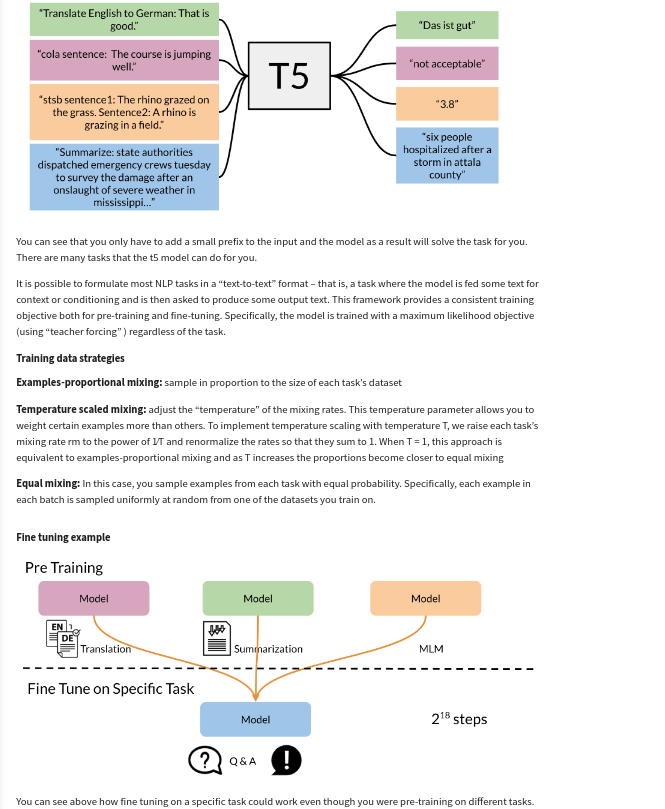 "Translate English to German: That is
good."
"cola sentence: The course is jumping
well."
"stsb sentence1: The rhino grazed on
the grass. Sentence2: A rhino is
grazing in a field."
"Summarize: state authorities
dispatched emergency crews tuesday
to survey the damage after an
onslaught of severe weather in
mississippi..."
T5
"Das ist gut"
"not acceptable"
"3.8"
"six people
hospitalized after a
storm in attala
county"
You can see that you only have to add a small prefix to the input and the model as a result will solve the task for you.
There are many tasks that the t5 model can do for you.
It is possible to formulate most NLP tasks in a "text-to-text" format – that is, a task where the model is fed some text for
context or conditioning and is then asked to produce some output text. This framework provides a consistent training
objective both for pre-training and fine-tuning. Specifically, the model is trained with a maximum likelihood objective
(using "teacher forcing" ) regardless of the task.
Training data strategies
Examples-proportional mixing: sample in proportion to the size of each task's dataset
Temperature scaled mixing: adjust the "temperature" of the mixing rates. This temperature parameter allows you to
weight certain examples more than others. To implement temperature scaling with temperature T, we raise each task's
mixing rate rm to the power of 1⁄T and renormalize the rates so that they sum to 1. When T = 1, this approach is
equivalent to examples-proportional mixing and as T increases the proportions become closer to equal mixing
Equal mixing: In this case, you sample examples from each task with equal probability. Specifically, each example in
each batch is sampled uniformly at random from one of the datasets you train on.
Fine tuning example
Pre Training
Model Model Model
EN
DE
Translation Summarization MLM
Fine Tune on Specific Task
Model 2¹⁸ steps
? Q & A !
You can see above how fine tuning on a specific task could work even though you were pre-training on different tasks.